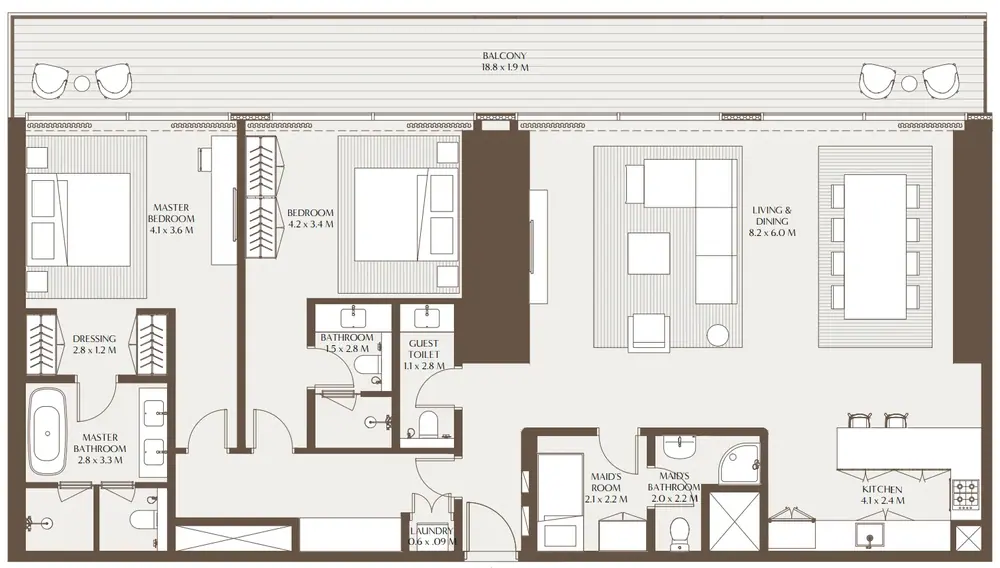 BALCONY
18.8 x 1.9 M
MASTER
BEDROOM
4.1 x 3.6 M
BEDROOM
4.2 x 3.4 M
LIVING &
DINING
8.2 x 6.0 M
DRESSING
2.8 x 1.2 M
BATHROOM
1.5 x 2.8 M
GUEST
TOILET
1.1 x 2.8 M
MASTER
BATHROOM
2.8 x 3.3 M
MAID'S
ROOM
2.1 x 2.2 M
MAID'S
BATHROOM
2.0 x 2.2 M
KITCHEN
4.1 x 2.4 M
LAUNDRY
0.6 x .09 M